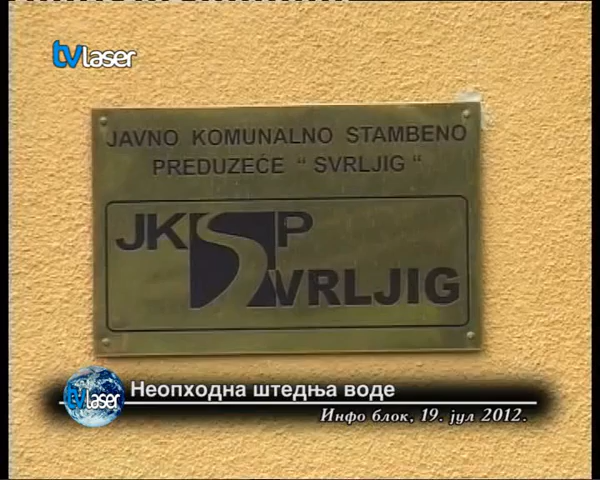 tvlaser
JAVNO KOMUNALNO STAMBENO
PREDUZEĆE " SVRLJIG "
JKSP
SVRLJIG
tvlaser
Неопходна штедња воде
Инфо блок, 19. јул 2012.